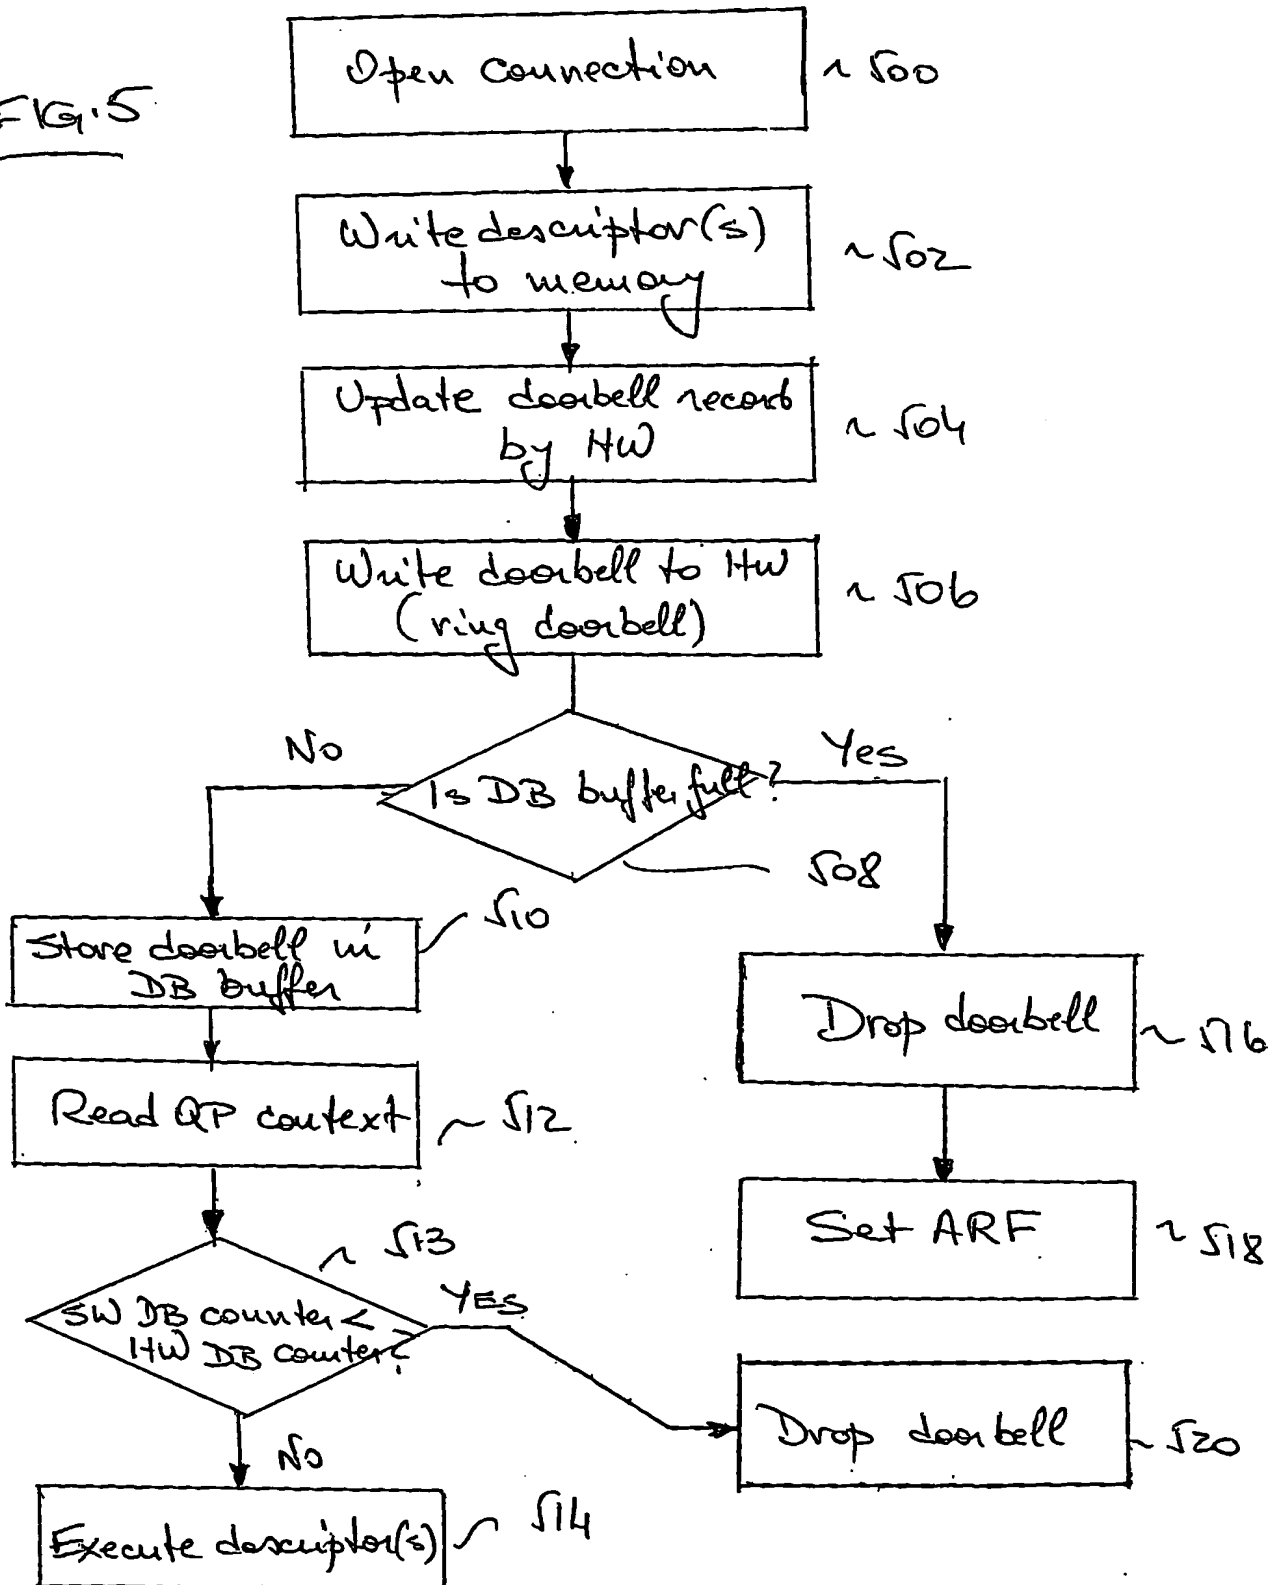 FIG. 5
Open connection
~ 500
Write descriptor(s)
to memory
~ 502
Update doorbell record
by HW
~ 504
Write doorbell to HW
(ring doorbell)
~ 506
No
Is DB buffer full?
Yes
508
Store doorbell in
DB buffer
510
Drop doorbell
~ 516
Read QP context
~ 512
Set ARF
~ 518
~ 513
SW DB counter <
HW DB counter?
YES
Drop doorbell
~ 520
No
Execute descriptor(s)
514